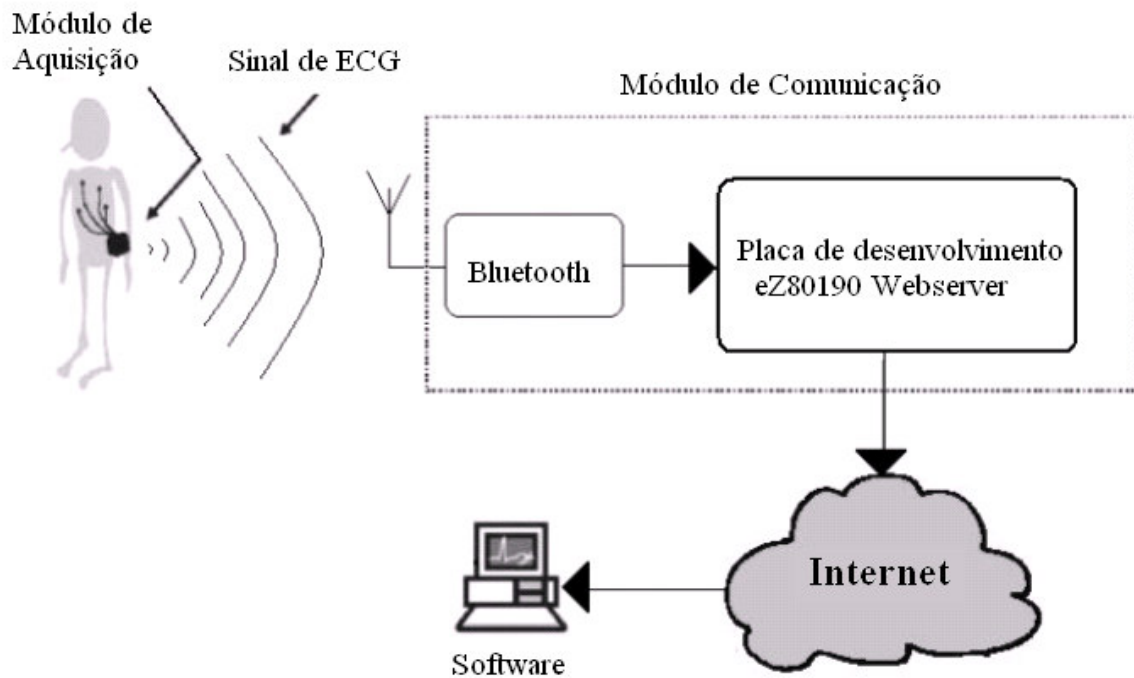 Módulo de
Aquisição
Sinal de ECG
Módulo de Comunicação
Bluetooth
Placa de desenvolvimento
eZ80190 Webserver
Internet
Software